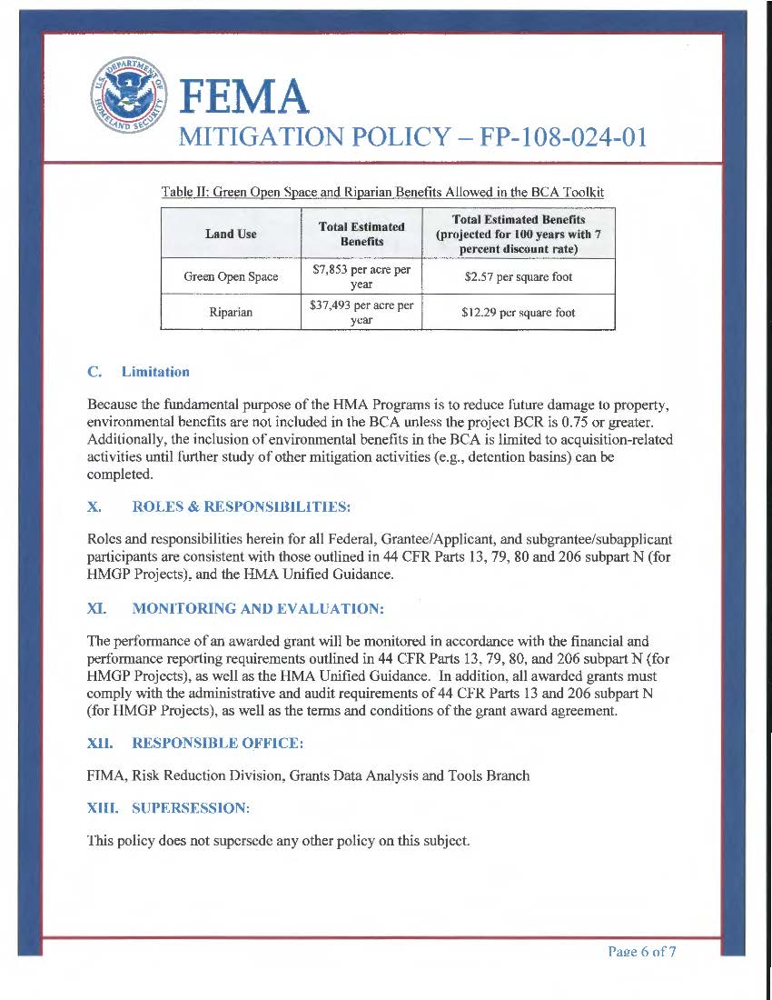 U.S. DEPARTMENT OF
HOMELAND SECURITY
FEMA
MITIGATION POLICY – FP-108-024-01
Table II: Green Open Space and Riparian Benefits Allowed in the BCA Toolkit
Land Use
Total Estimated
Benefits
Total Estimated Benefits
(projected for 100 years with 7
percent discount rate)
Green Open Space
$7,853 per acre per
year
$2.57 per square foot
Riparian
$37,493 per acre per
year
$12.29 per square foot
C. Limitation
Because the fundamental purpose of the HMA Programs is to reduce future damage to property,
environmental benefits are not included in the BCA unless the project BCR is 0.75 or greater.
Additionally, the inclusion of environmental benefits in the BCA is limited to acquisition-related
activities until further study of other mitigation activities (e.g., detention basins) can be
completed.
X. ROLES & RESPONSIBILITIES:
Roles and responsibilities herein for all Federal, Grantee/Applicant, and subgrantee/subapplicant
participants are consistent with those outlined in 44 CFR Parts 13, 79, 80 and 206 subpart N (for
HMGP Projects), and the HMA Unified Guidance.
XI. MONITORING AND EVALUATION:
The performance of an awarded grant will be monitored in accordance with the financial and
performance reporting requirements outlined in 44 CFR Parts 13, 79, 80, and 206 subpart N (for
HMGP Projects), as well as the HMA Unified Guidance. In addition, all awarded grants must
comply with the administrative and audit requirements of 44 CFR Parts 13 and 206 subpart N
(for HMGP Projects), as well as the terms and conditions of the grant award agreement.
XII. RESPONSIBLE OFFICE:
FIMA, Risk Reduction Division, Grants Data Analysis and Tools Branch
XIII. SUPERSESSION:
This policy does not supersede any other policy on this subject.
Page 6 of 7